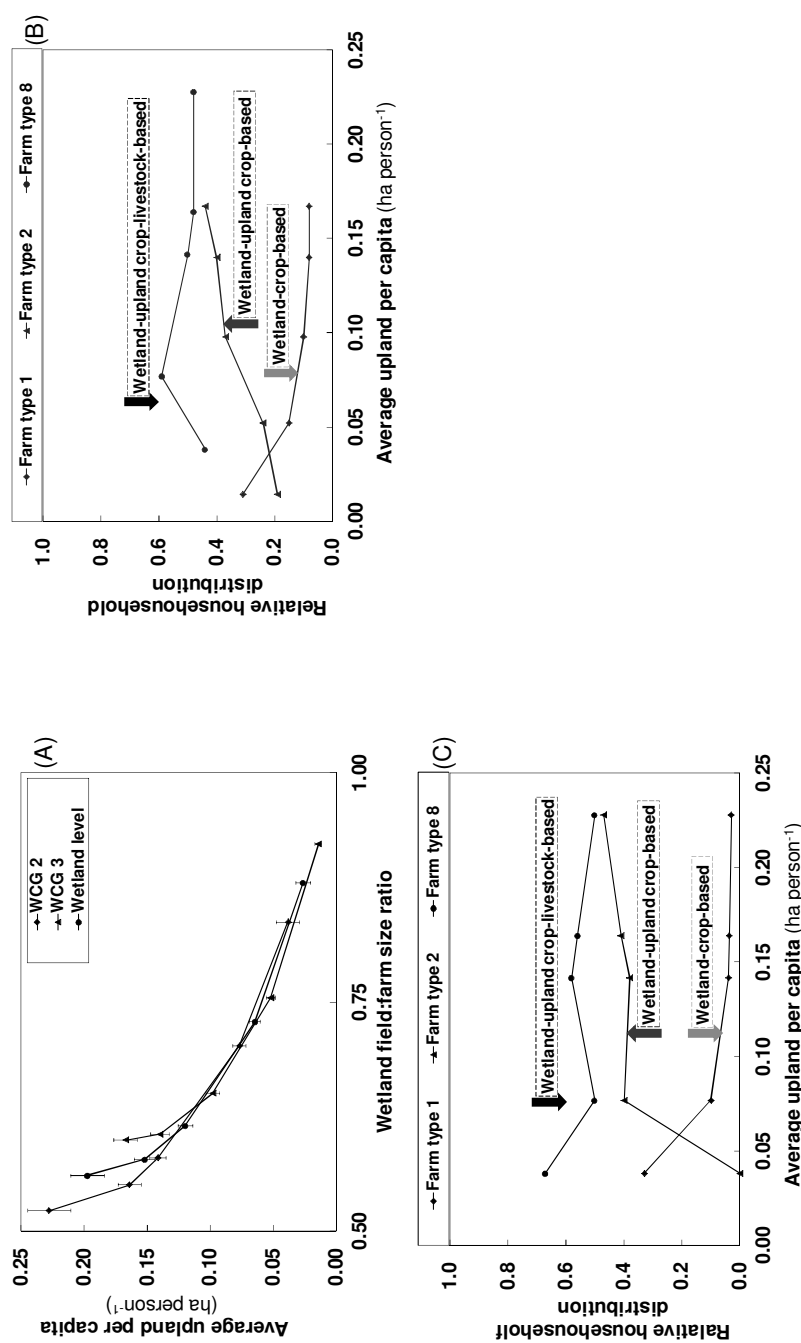 (A)
WCG 2
WCG 3
Wetland level
0.25
0.20
0.15
0.10
0.05
0.00
Average upland per capita
(ha person-1)
0.50
0.75
1.00
Wetland field:farm size ratio
(B)
Farm type 1
Farm type 2
Farm type 8
1.0
0.8
0.6
0.4
0.2
0.0
Relative househousehold
distribution
Wetland-upland crop-livestock-based
Wetland-upland crop-based
Wetland-crop-based
0.00
0.05
0.10
0.15
0.20
0.25
Average upland per capita (ha person-1)
(C)
Farm type 1
Farm type 2
Farm type 8
1.0
0.8
0.6
0.4
0.2
0.0
Ralative househoself
distribution
Wetland-upland crop-livestock-based
Wetland-upland crop-based
Wetland-crop-based
0.00
0.05
0.10
0.15
0.20
0.25
Average upland per capita (ha person-1)